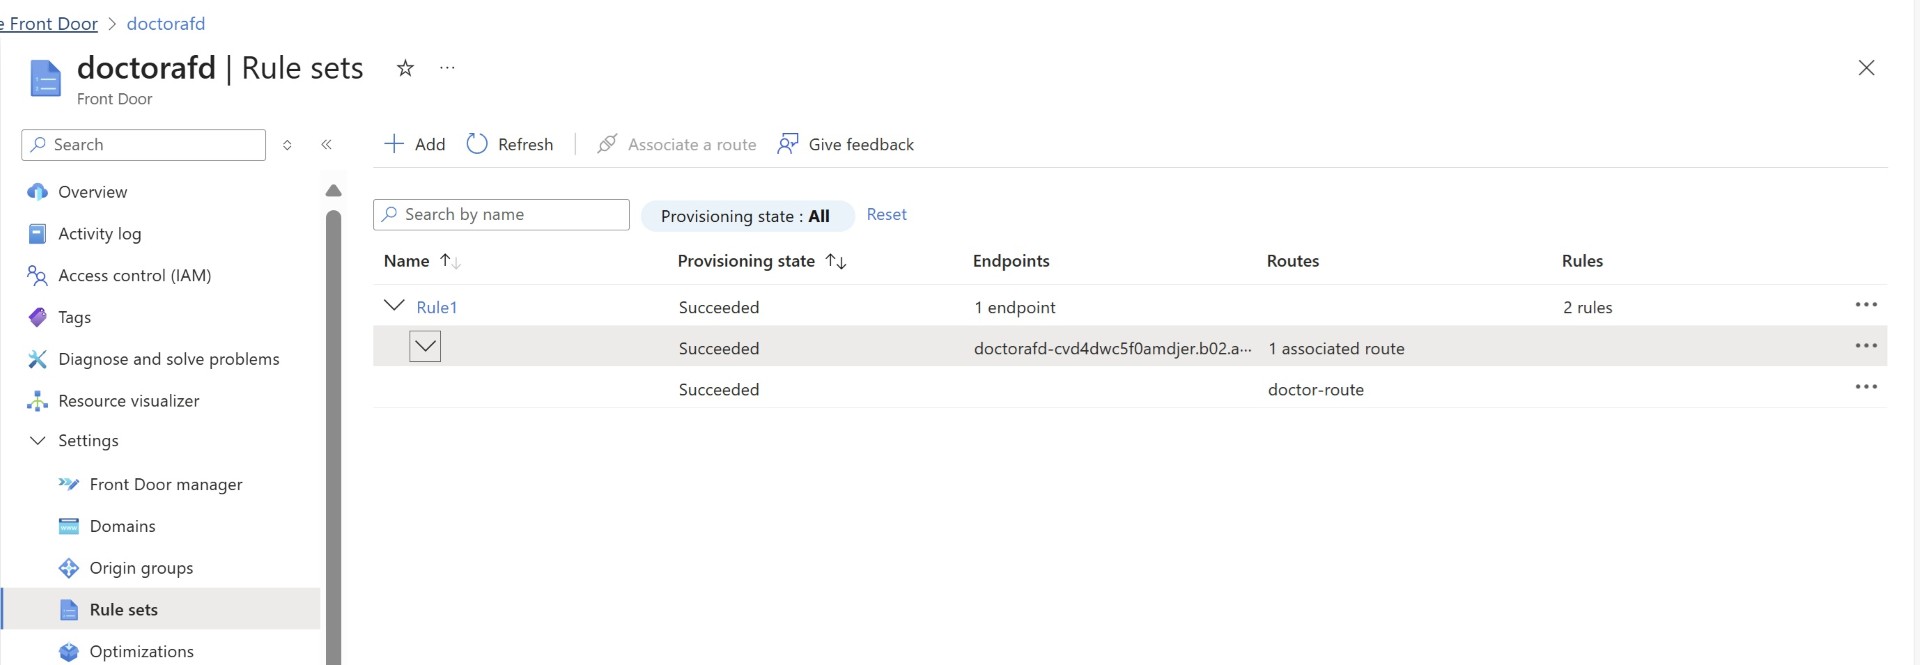 e Front Door > doctorafd
doctorafd | Rule sets
Front Door
Search
Overview
Activity log
Access control (IAM)
Tags
Diagnose and solve problems
Resource visualizer
Settings
Front Door manager
Domains
Origin groups
Rule sets
Optimizations
Add Refresh Associate a route Give feedback
Search by name Provisioning state : All Reset
Name Provisioning state Endpoints Routes Rules
Rule1 Succeeded 1 endpoint 2 rules
Succeeded doctorafd-cvd4dwc5f0amdjer.b02.a... 1 associated route
Succeeded doctor-route